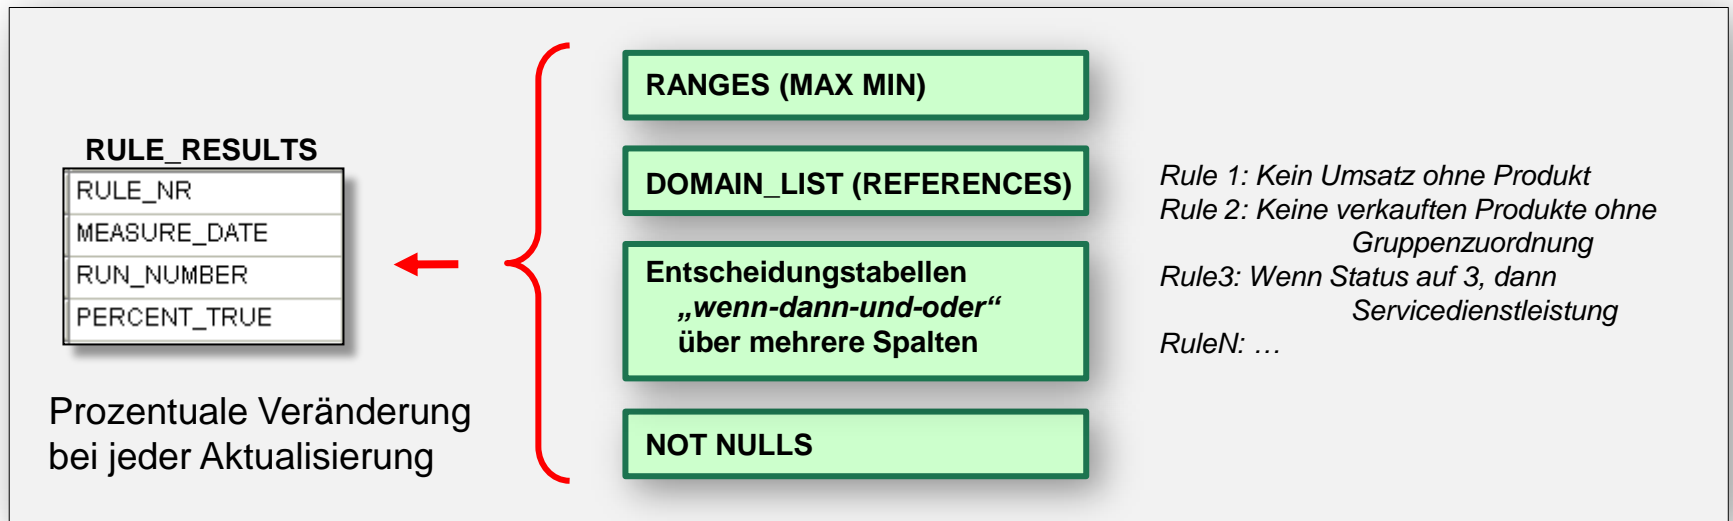 RULE_RESULTS
RULE_NR
MEASURE_DATE
RUN_NUMBER
PERCENT_TRUE
Prozentuale Veränderung
bei jeder Aktualisierung
RANGES (MAX MIN)
DOMAIN_LIST (REFERENCES)
Entscheidungstabellen
„wenn-dann-und-oder“
über mehrere Spalten
NOT NULLS
Rule 1: Kein Umsatz ohne Produkt
Rule 2: Keine verkauften Produkte ohne
Gruppenzuordnung
Rule3: Wenn Status auf 3, dann
Servicedienstleistung
RuleN: …